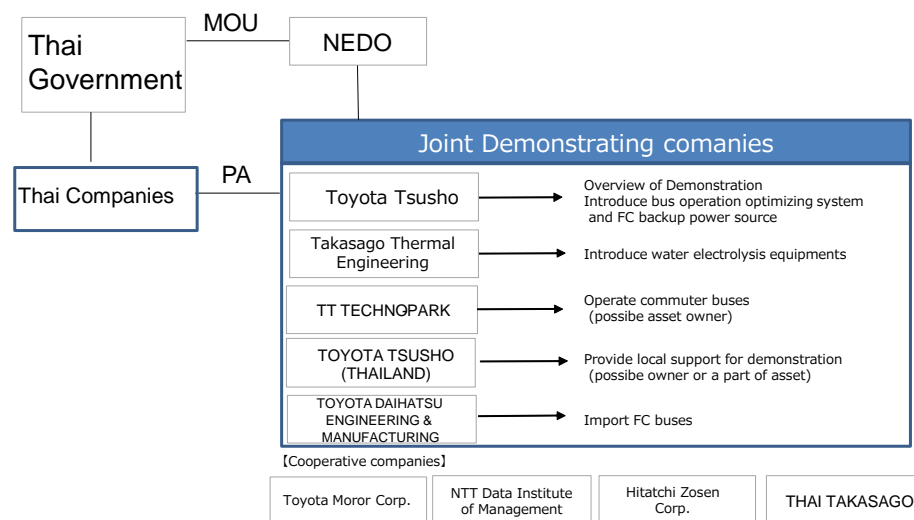 Thai
Government
MOU
NEDO
Thai Companies
PA
Joint Demonstrating comanies
Toyota Tsusho
Overview of Demonstration
Introduce bus operation optimizing system
and FC backup power source
Takasago Thermal
Engineering
Introduce water electrolysis equipments
TT TECHNOPARK
Operate commuter buses
(possibe asset owner)
TOYOTA TSUSHO
(THAILAND)
Provide local support for demonstration
(possibe owner or a part of asset)
TOYOTA DAIHATSU
ENGINEERING &
MANUFACTURING
Import FC buses
【Cooperative companies】
Toyota Moror Corp.
NTT Data Institute
of Management
Hitatchi Zosen
Corp.
THAI TAKASAGO